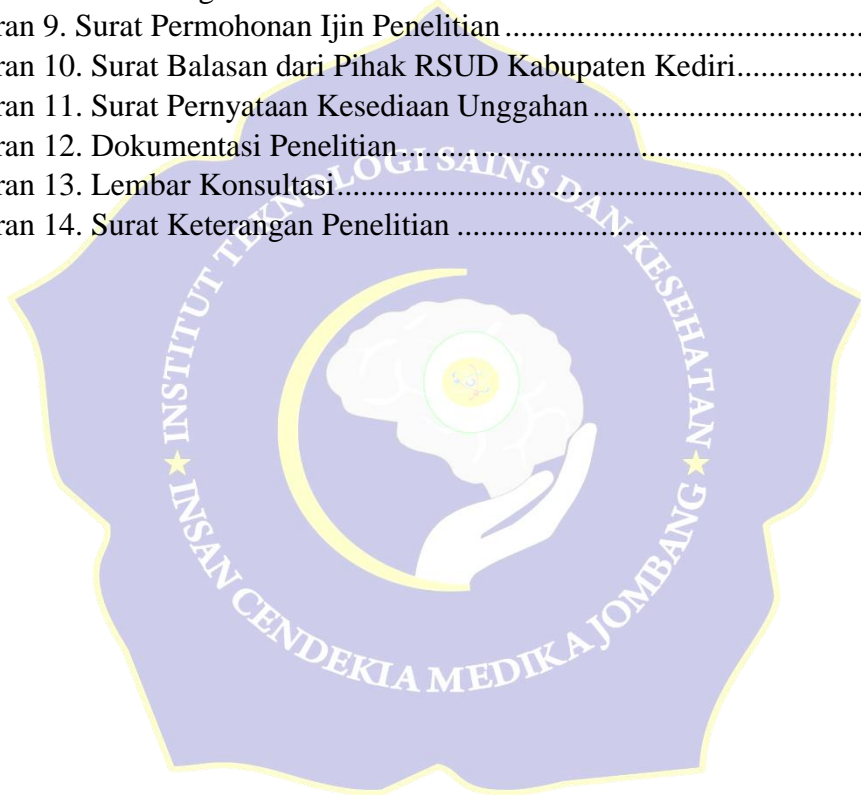 ran 9. Surat Permohonan Ijin Penelitian
ran 10. Surat Balasan dari Pihak RSUD Kabupaten Kediri
ran 11. Surat Pernyataan Kesediaan Unggahan
ran 12. Dokumentasi Penelitian
ran 13. Lembar Konsultasi
ran 14. Surat Keterangan Penelitian
INSTITUT TEKNOLOGI SAINS DAN KESEHATAN
INSAN CENDEKIA MEDIKA JOMBANG